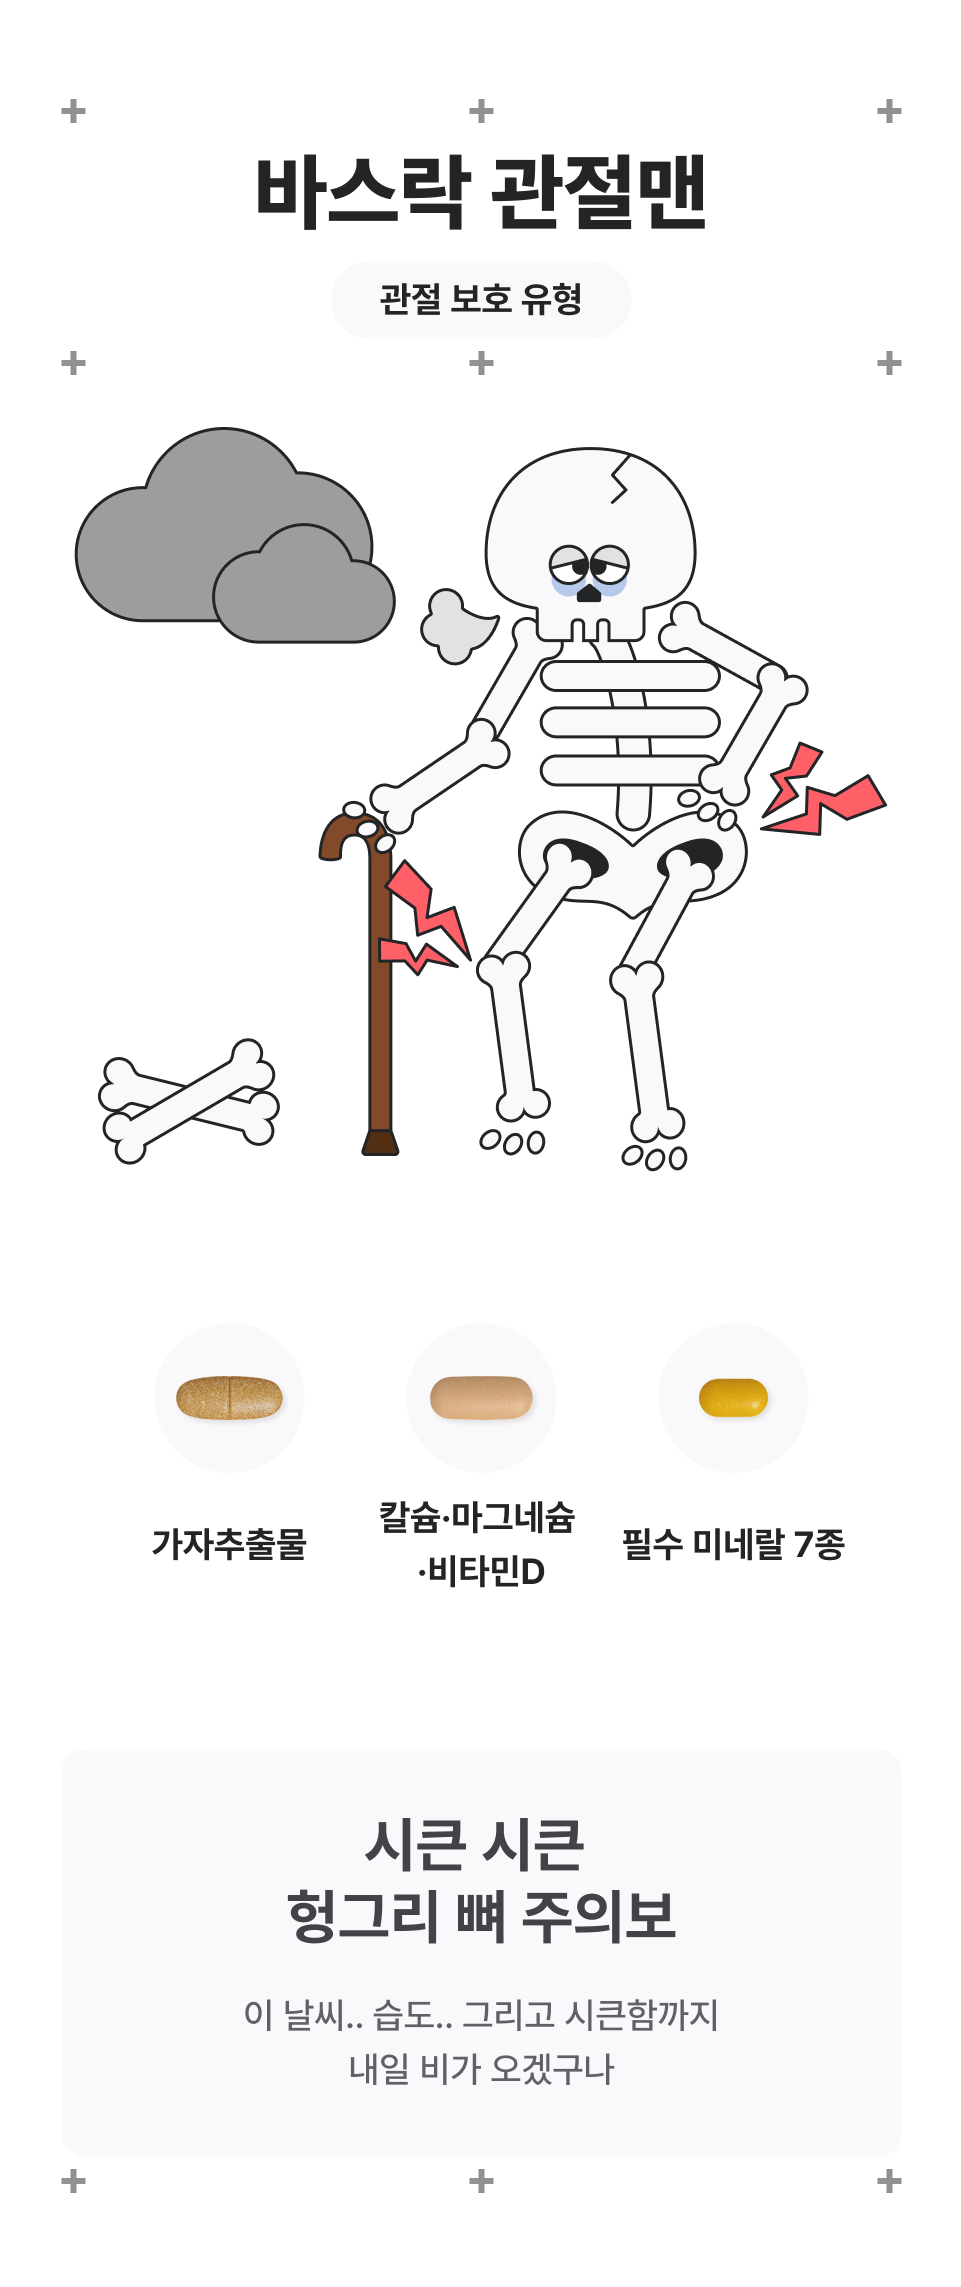 바스락 관절맨
관절 보호 유형
가자추출물
칼슘·마그네슘
·비타민D
필수 미네랄 7종
시큰 시큰
헝그리 뼈 주의보
이 날씨.. 습도.. 그리고 시큰함까지
내일 비가 오겠구나